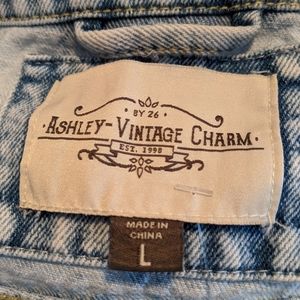 · BY 26 ·
· ASHLEY-VINTAGE CHARM ·
EST. 1998
MADE IN
CHINA
L